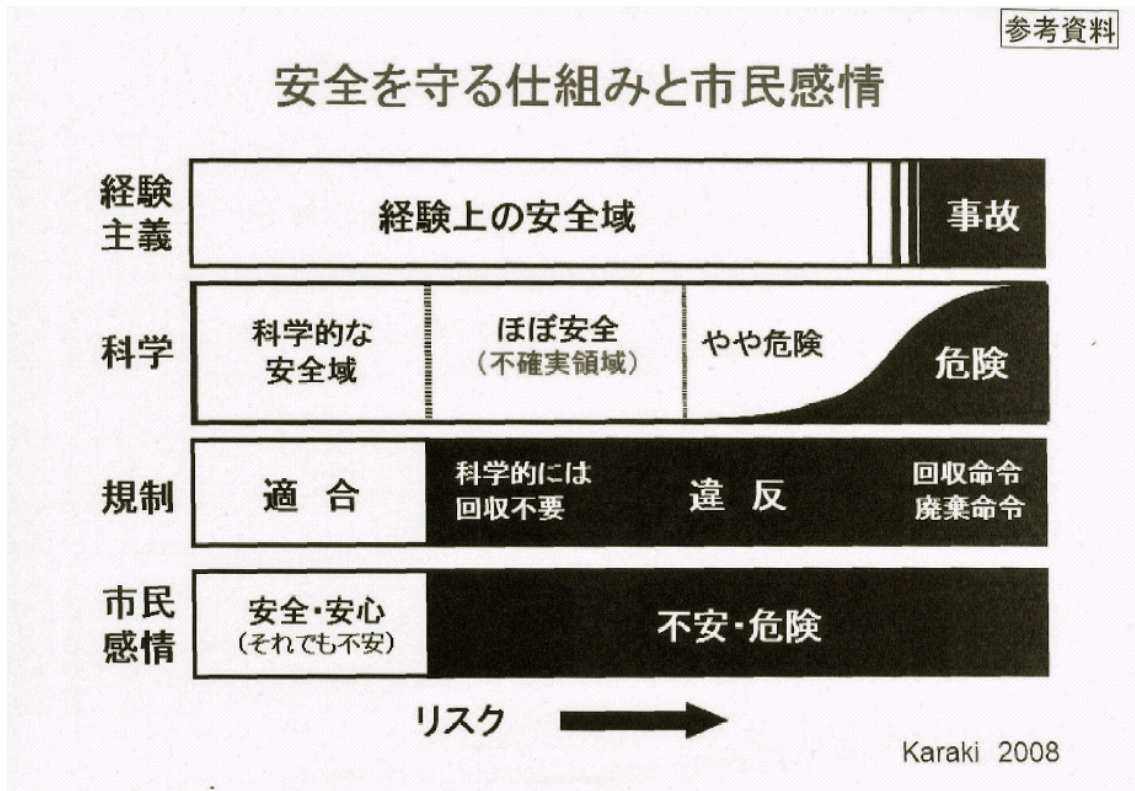 参考資料
安全を守る仕組みと市民感情
経験
主義
経験上の安全域
事故
科学
科学的な
安全域
ほぼ安全
（不確実領域）
やや危険
危険
規制
適 合
科学的には
回収不要
違 反
回収命令
廃棄命令
市民
感情
安全・安心
（それでも不安）
不安・危険
リスク
Karaki 2008